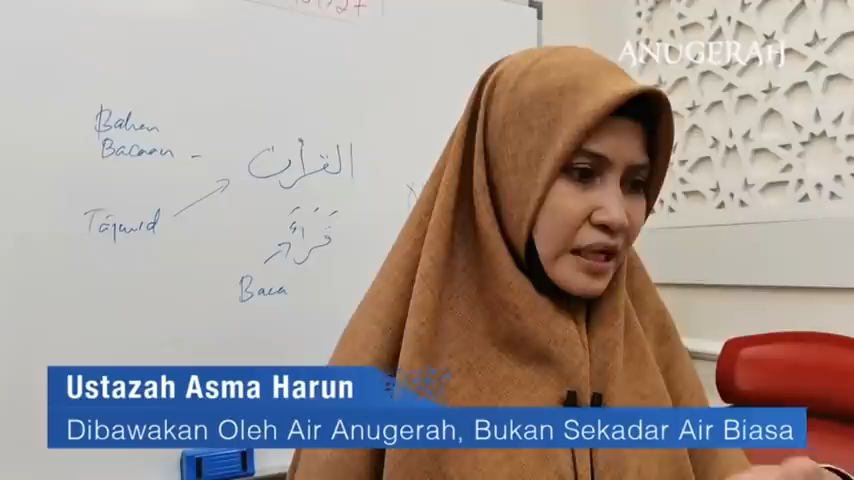 ANUGERAH
Bahan
Bacaan -
القرآن
Tajwid
قرأ
Baca
Ustazah Asma Harun
Dibawakan Oleh Air Anugerah, Bukan Sekadar Air Biasa